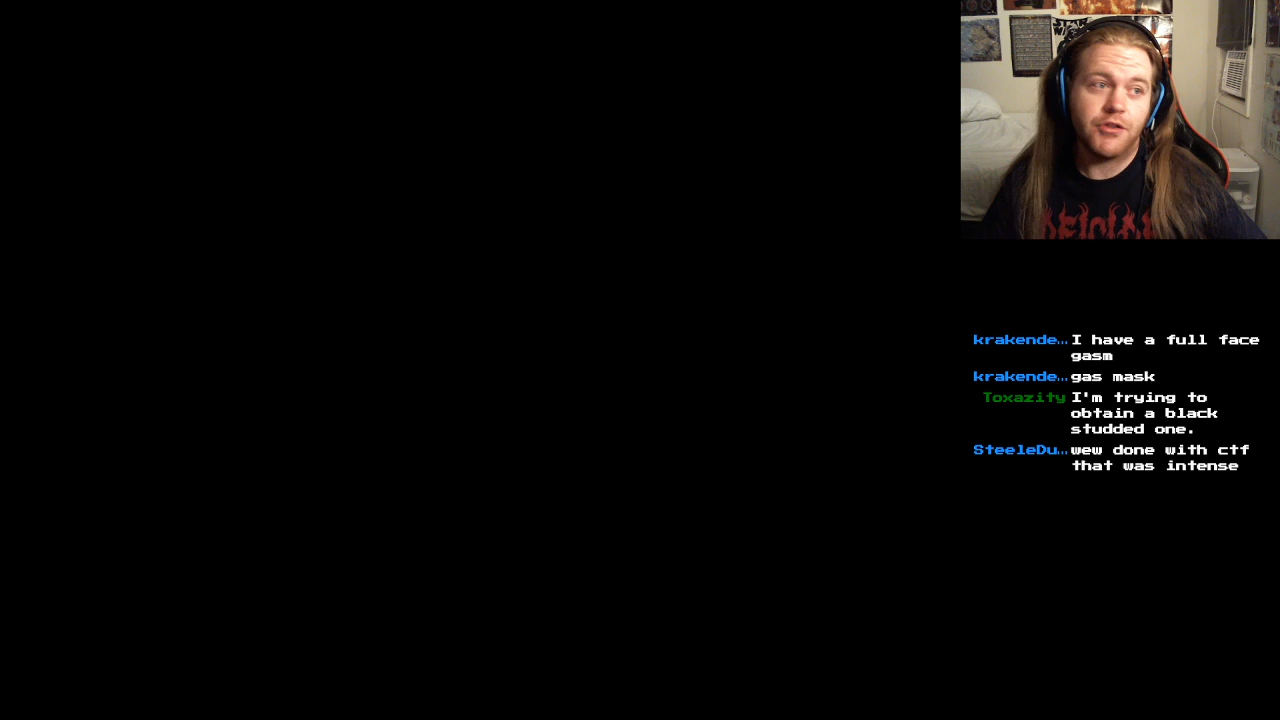 DEICIDE
krakende…I have a full face
gasm
krakende…gas mask
Toxazity I'm trying to
obtain a black
studded one.
SteeleDu…wew done with ctf
that was intense